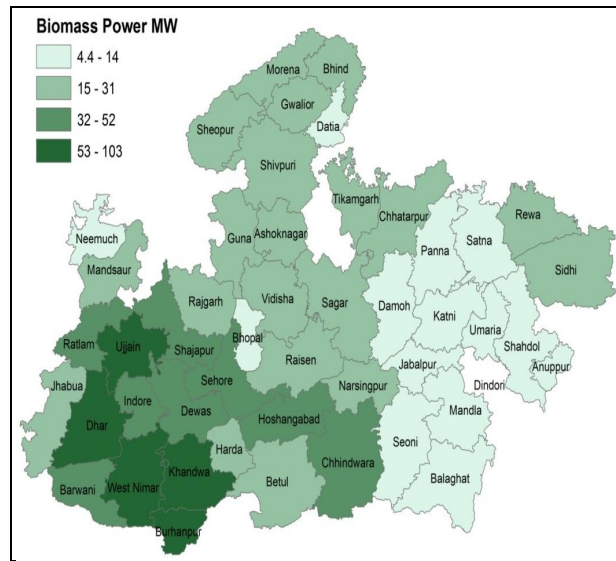 Biomass Power MW
4.4 - 14
15 - 31
32 - 52
53 - 103
Morena
Bhind
Gwalior
Datia
Sheopur
Shivpuri
Tikamgarh
Chhatarpur
Rewa
Neemuch
Guna
Ashoknagar
Panna
Satna
Sidhi
Mandsaur
Rajgarh
Vidisha
Sagar
Damoh
Katni
Umaria
Shahdol
Ratlam
Ujjain
Shajapur
Bhopal
Raisen
Jabalpur
Anuppur
Jhabua
Indore
Sehore
Narsingpur
Dindori
Dhar
Dewas
Hoshangabad
Mandla
Harda
Seoni
Barwani
West Nimar
Khandwa
Betul
Chhindwara
Balaghat
Burhanpur